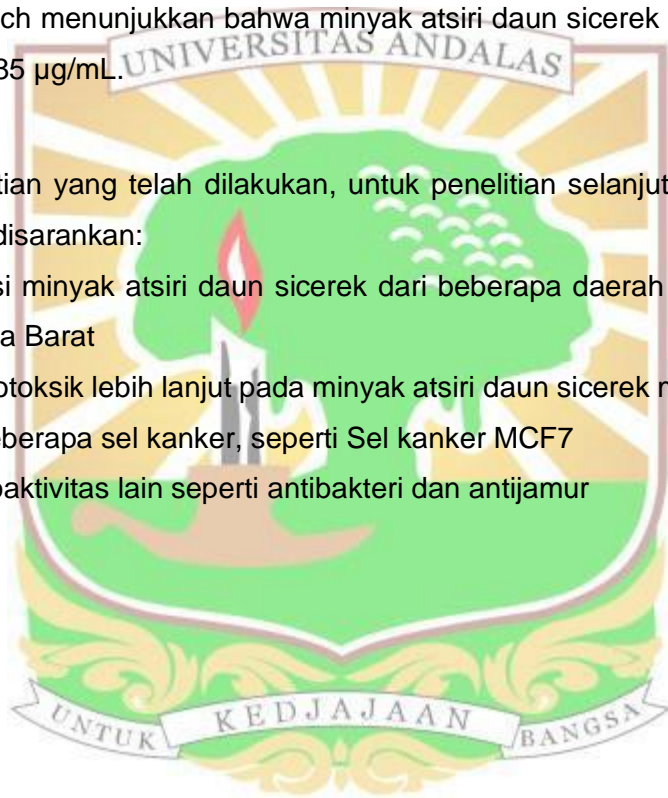 ch menunjukkan bahwa minyak atsiri daun sicerek
35 µg/mL.
UNIVERSITAS ANDALAS
tian yang telah dilakukan, untuk penelitian selanjut
disarankan:
si minyak atsiri daun sicerek dari beberapa daerah
a Barat
otoksik lebih lanjut pada minyak atsiri daun sicerek
eberapa sel kanker, seperti Sel kanker MCF7
oaktivitas lain seperti antibakteri dan antijamur
UNTUK KEDJAJAAN BANGSA